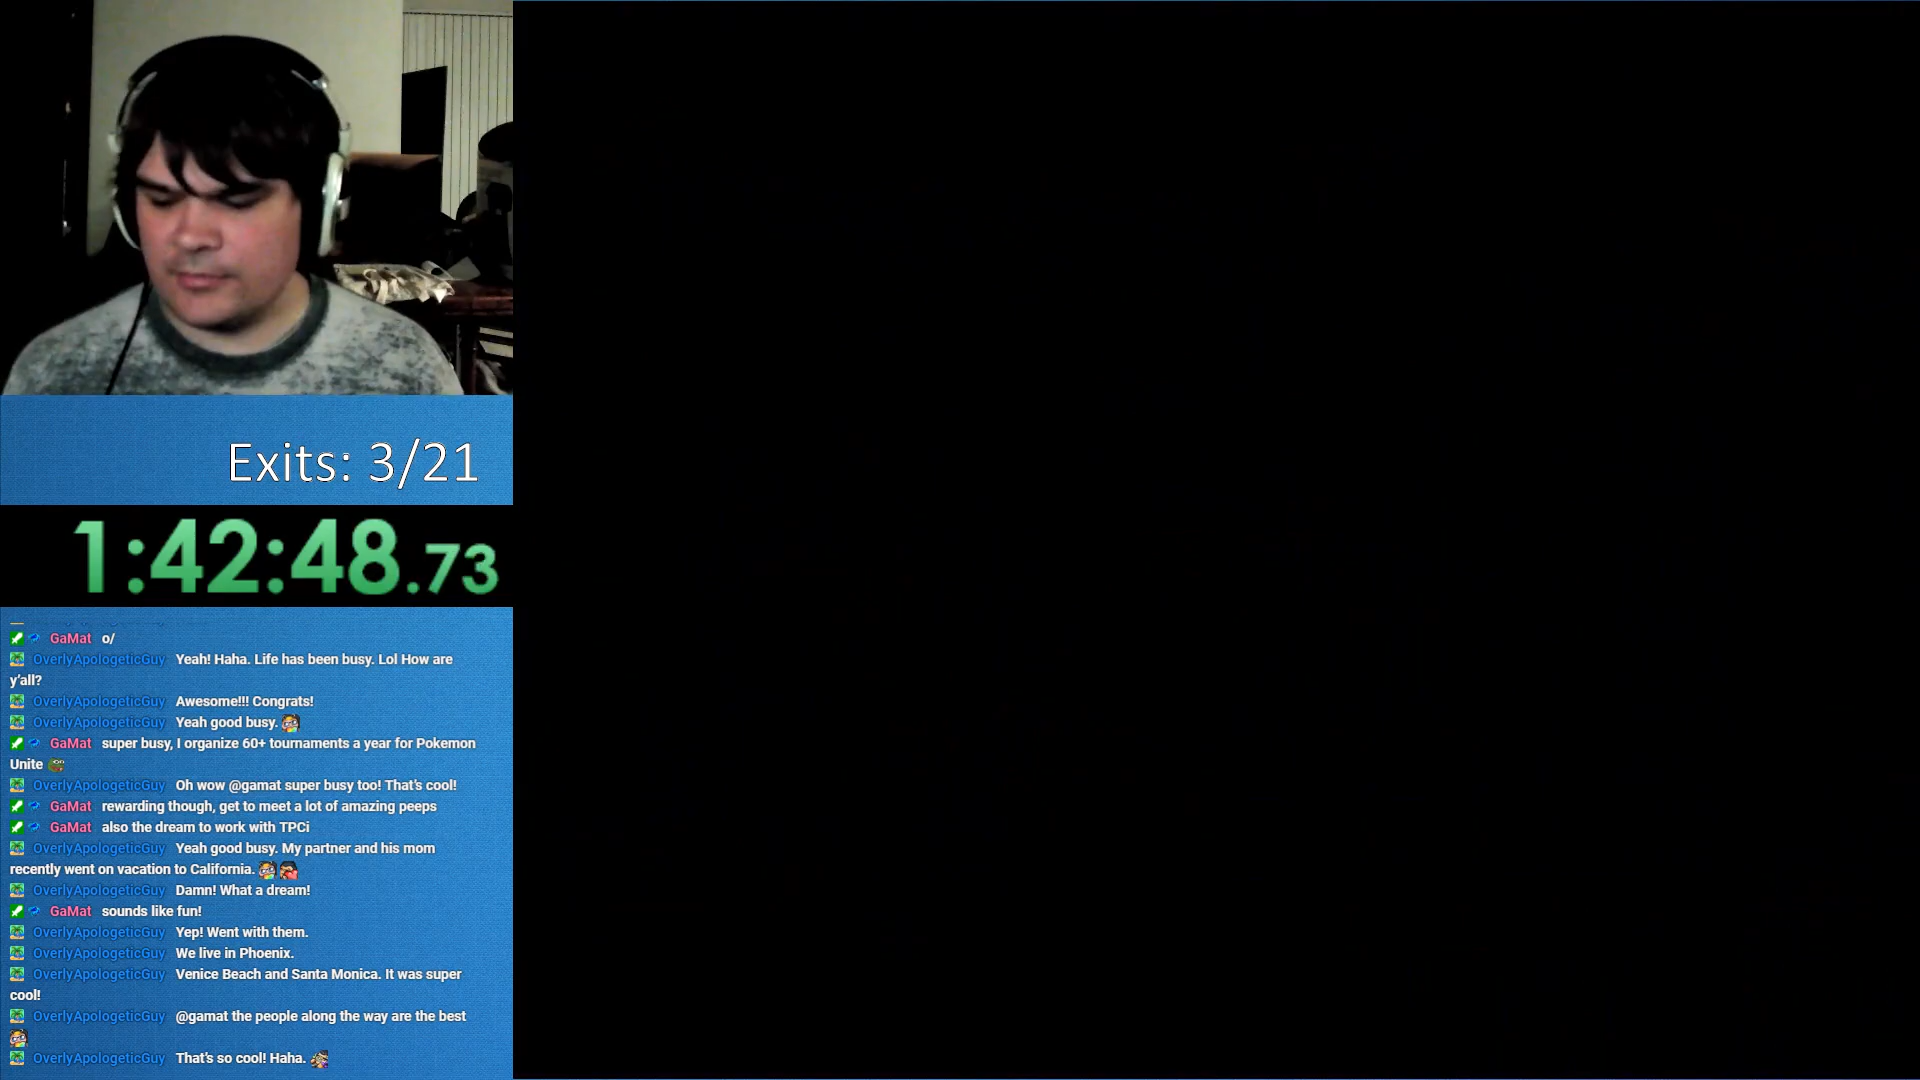 Exits: 3/21
1:42:48.73
GaMat o/
OverlyApologeticGuy Yeah! Haha. Life has been busy. Lol How are
y'all?
OverlyApologeticGuy Awesome!!! Congrats!
OverlyApologeticGuy Yeah good busy.
GaMat super busy, I organize 60+ tournaments a year for Pokemon
Unite
OverlyApologeticGuy Oh wow @gamat super busy too! That's cool!
GaMat rewarding though, get to meet a lot of amazing peeps
GaMat also the dream to work with TPCi
OverlyApologeticGuy Yeah good busy. My partner and his mom
recently went on vacation to California.
OverlyApologeticGuy Damn! What a dream!
GaMat sounds like fun!
OverlyApologeticGuy Yep! Went with them.
OverlyApologeticGuy We live in Phoenix.
OverlyApologeticGuy Venice Beach and Santa Monica. It was super
cool!
OverlyApologeticGuy @gamat the people along the way are the best
OverlyApologeticGuy That's so cool! Haha.